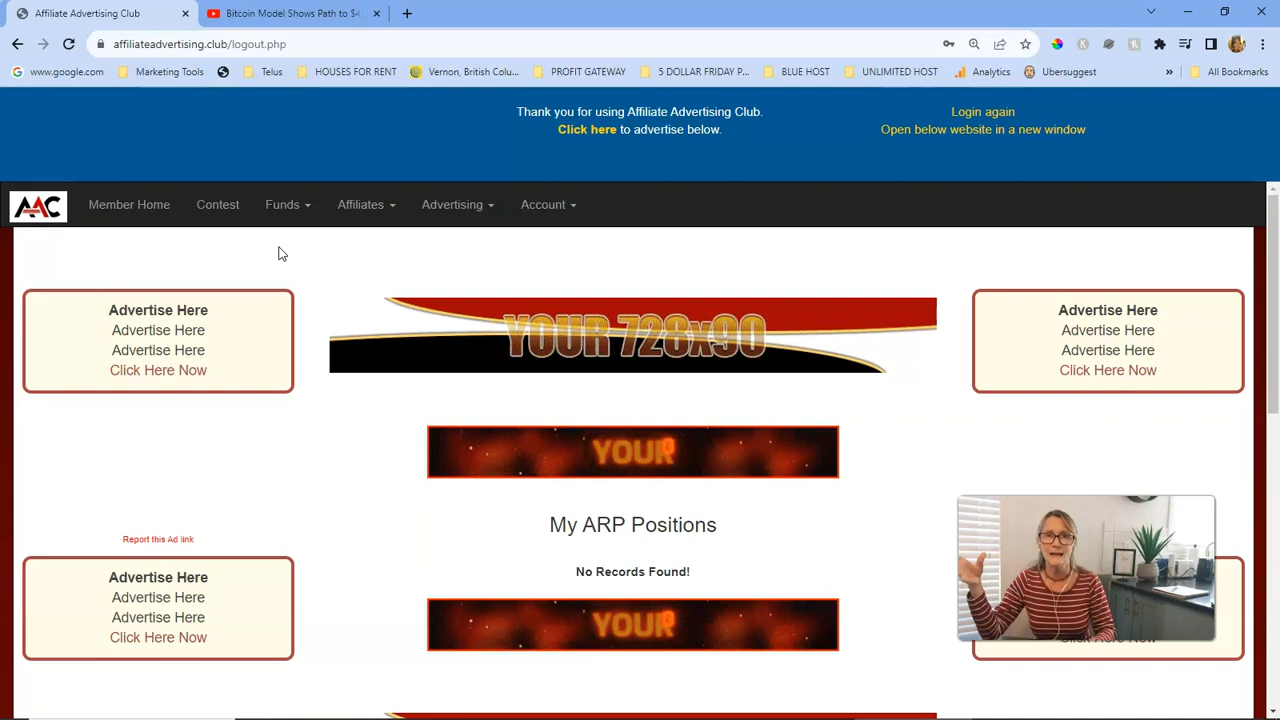 Affiliate Advertising Club
Bitcoin Model Shows Path to $4
affiliateadvertising.club/logout.php
www.google.com
Marketing Tools
Telus
HOUSES FOR RENT
Vernon, British Colu...
PROFIT GATEWAY
5 DOLLAR FRIDAY P...
BLUE HOST
UNLIMITED HOST
Analytics
Ubersuggest
All Bookmarks
Thank you for using Affiliate Advertising Club.
Click here to advertise below.
Login again
Open below website in a new window
AAC
Member Home
Contest
Funds
Affiliates
Advertising
Account
Advertise Here
Advertise Here
Advertise Here
Click Here Now
YOUR 728x90
Advertise Here
Advertise Here
Advertise Here
Click Here Now
YOUR
My ARP Positions
Report this Ad link
No Records Found!
Advertise Here
Advertise Here
Advertise Here
Click Here Now
YOUR
Click Here Now